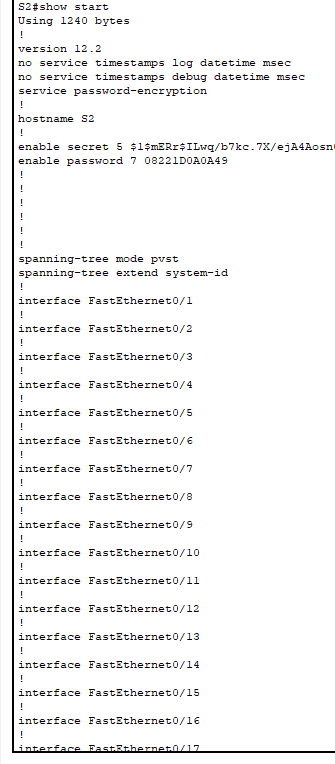 S2#show start
Using 1240 bytes
!
version 12.2
no service timestamps log datetime msec
no service timestamps debug datetime msec
service password-encryption
!
hostname S2
!
enable secret 5 $1$mERr$ILwq/b7kc.7X/ejA4Aosn
enable password 7 08221D0A0A49
!
!
!
!
!
!
spanning-tree mode pvst
spanning-tree extend system-id
!
interface FastEthernet0/1
!
interface FastEthernet0/2
!
interface FastEthernet0/3
!
interface FastEthernet0/4
!
interface FastEthernet0/5
!
interface FastEthernet0/6
!
interface FastEthernet0/7
!
interface FastEthernet0/8
!
interface FastEthernet0/9
!
interface FastEthernet0/10
!
interface FastEthernet0/11
!
interface FastEthernet0/12
!
interface FastEthernet0/13
!
interface FastEthernet0/14
!
interface FastEthernet0/15
!
interface FastEthernet0/16
!
interface FastEthernet0/17